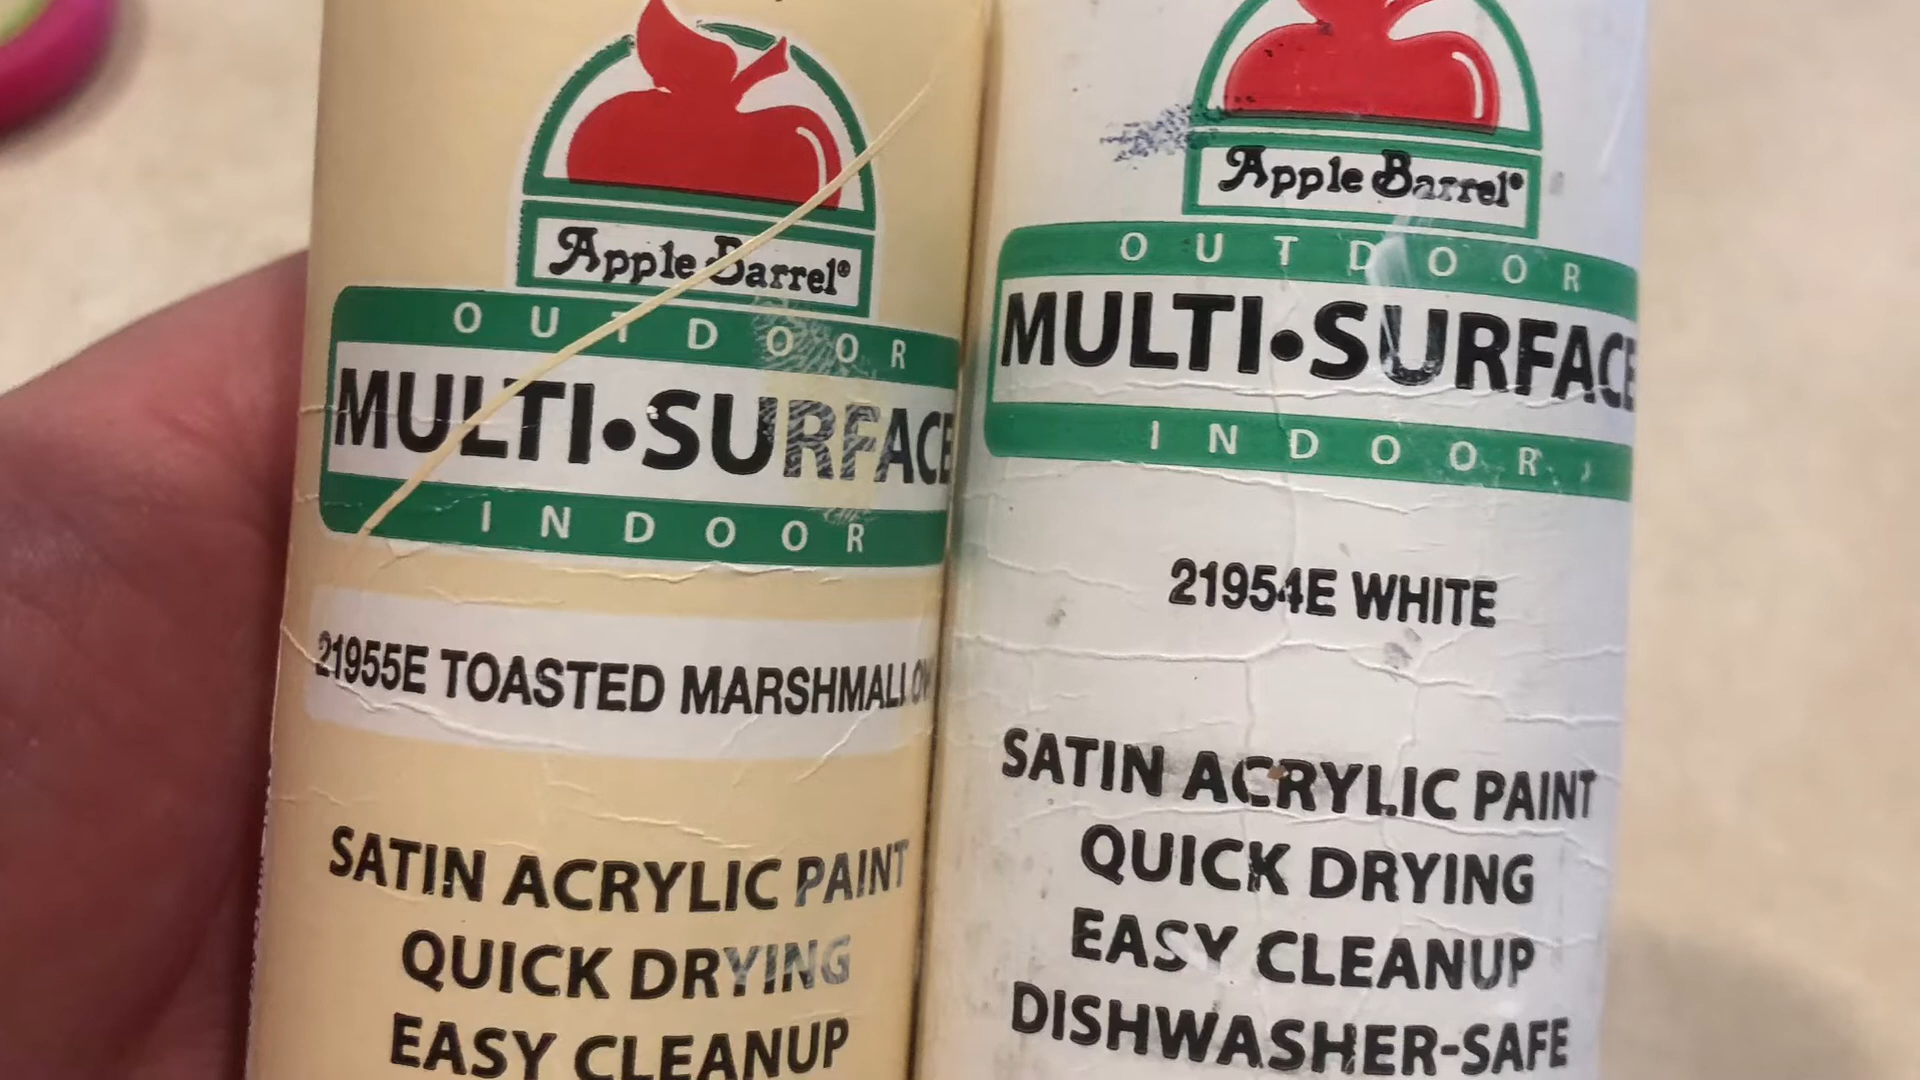 Apple Barrel®
OUTDOOR
MULTI•SURFACE
INDOOR
21955E TOASTED MARSHMALLOW
SATIN ACRYLIC PAINT
QUICK DRYING
EASY CLEANUP
Apple Barrel®
OUTDOOR
MULTI•SURFACE
INDOOR
21954E WHITE
SATIN ACRYLIC PAINT
QUICK DRYING
EASY CLEANUP
DISHWASHER-SAFE